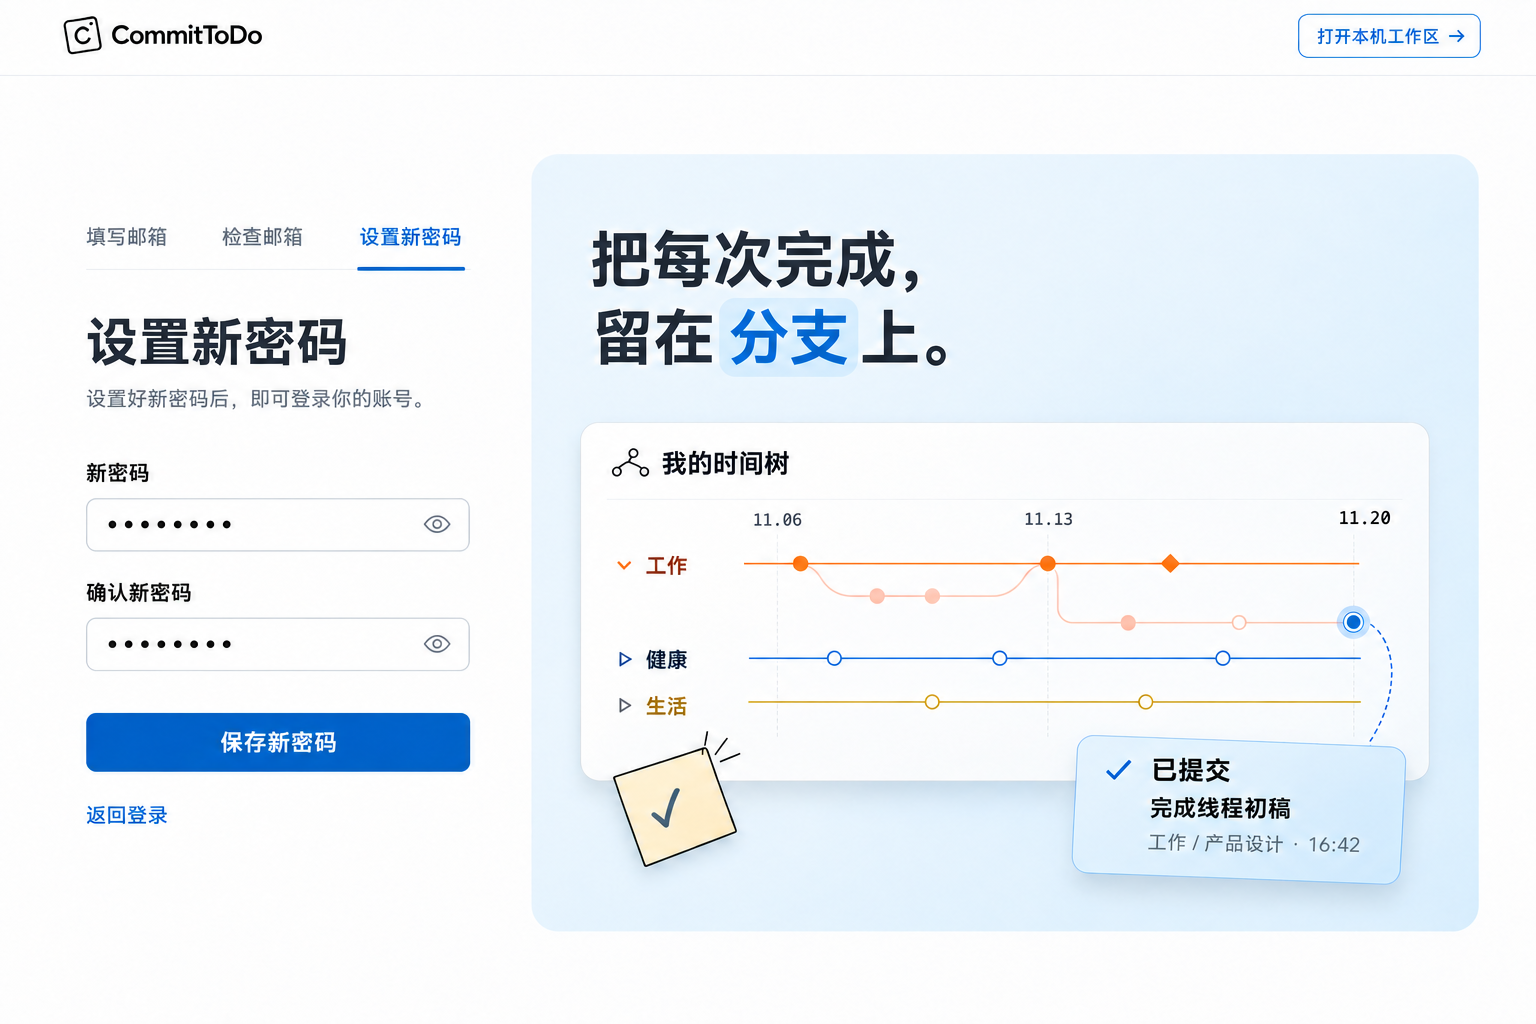 C CommitToDo
打开本机工作区 →
填写邮箱 检查邮箱 设置新密码
设置新密码
设置好新密码后，即可登录你的账号。
新密码
确认新密码
保存新密码
返回登录
把每次完成，
留在分支上。
我的时间树
11.06 11.13 11.20
工作
健康
生活
已提交
完成线程初稿
工作 / 产品设计 · 16:42